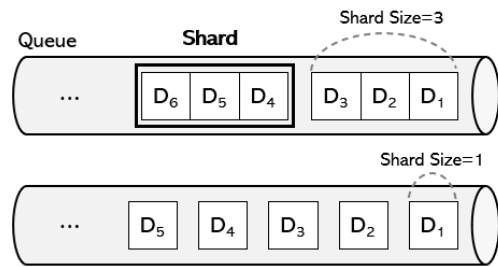 Shard Size=3
Queue
Shard
... D₆ D₅ D₄ D₃ D₂ D₁
Shard Size=1
... D₅ D₄ D₃ D₂ D₁